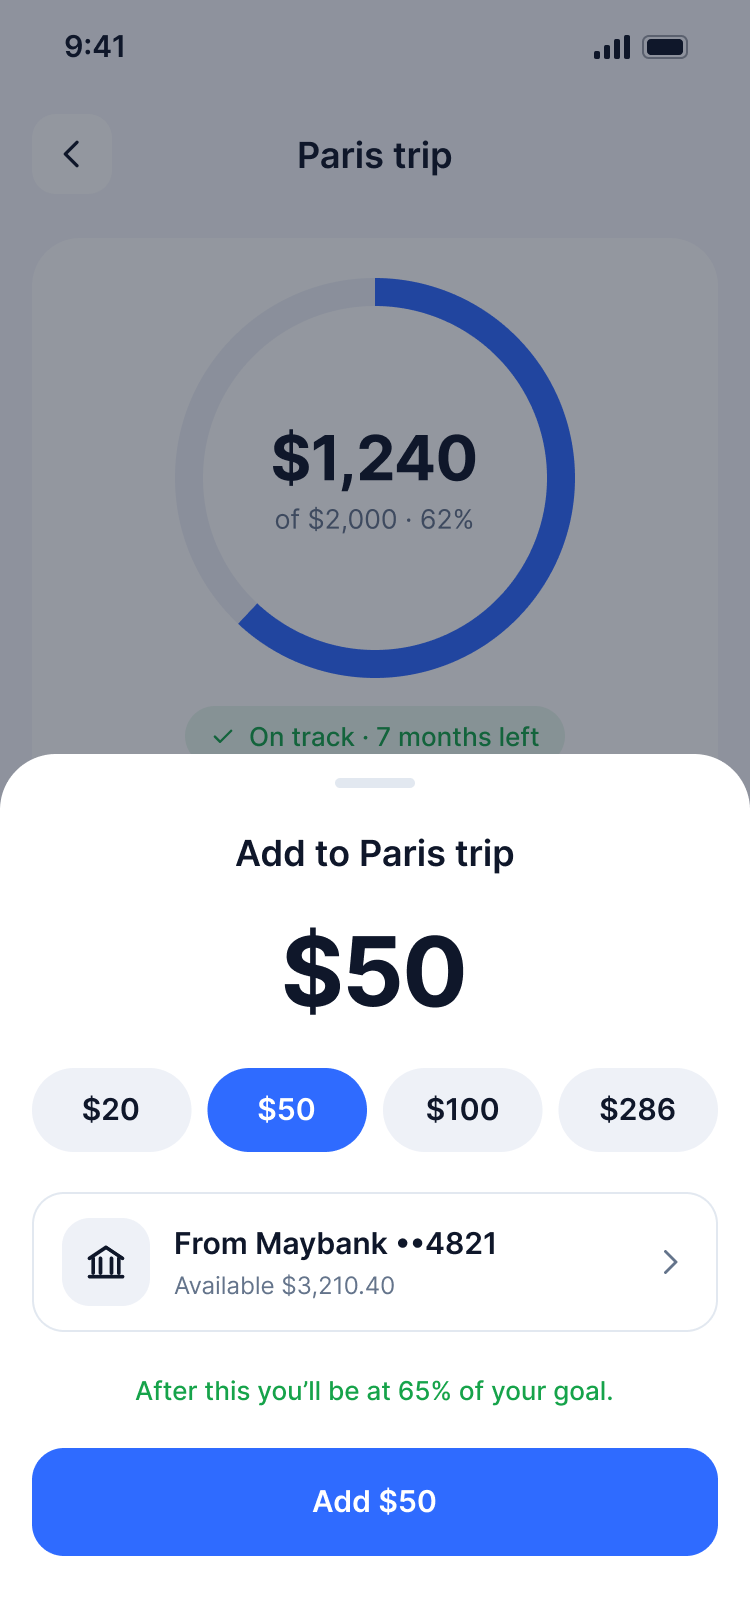 9:41
Paris trip
$1,240
of $2,000 · 62%
On track · 7 months left
Add to Paris trip
$50
$20 $50 $100 $286
From Maybank ••4821
Available $3,210.40
After this you’ll be at 65% of your goal.
Add $50